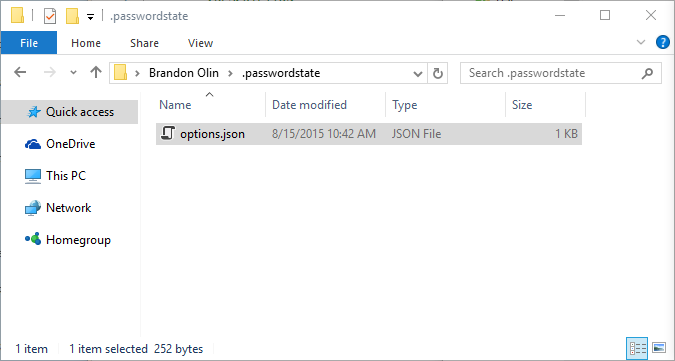 .passwordstate
File Home Share View
Brandon Olin .passwordstate Search .passwordstate
Name Date modified Type Size
Quick access
options.json 8/15/2015 10:42 AM JSON File 1 KB
OneDrive
This PC
Network
Homegroup
1 item 1 item selected 252 bytes